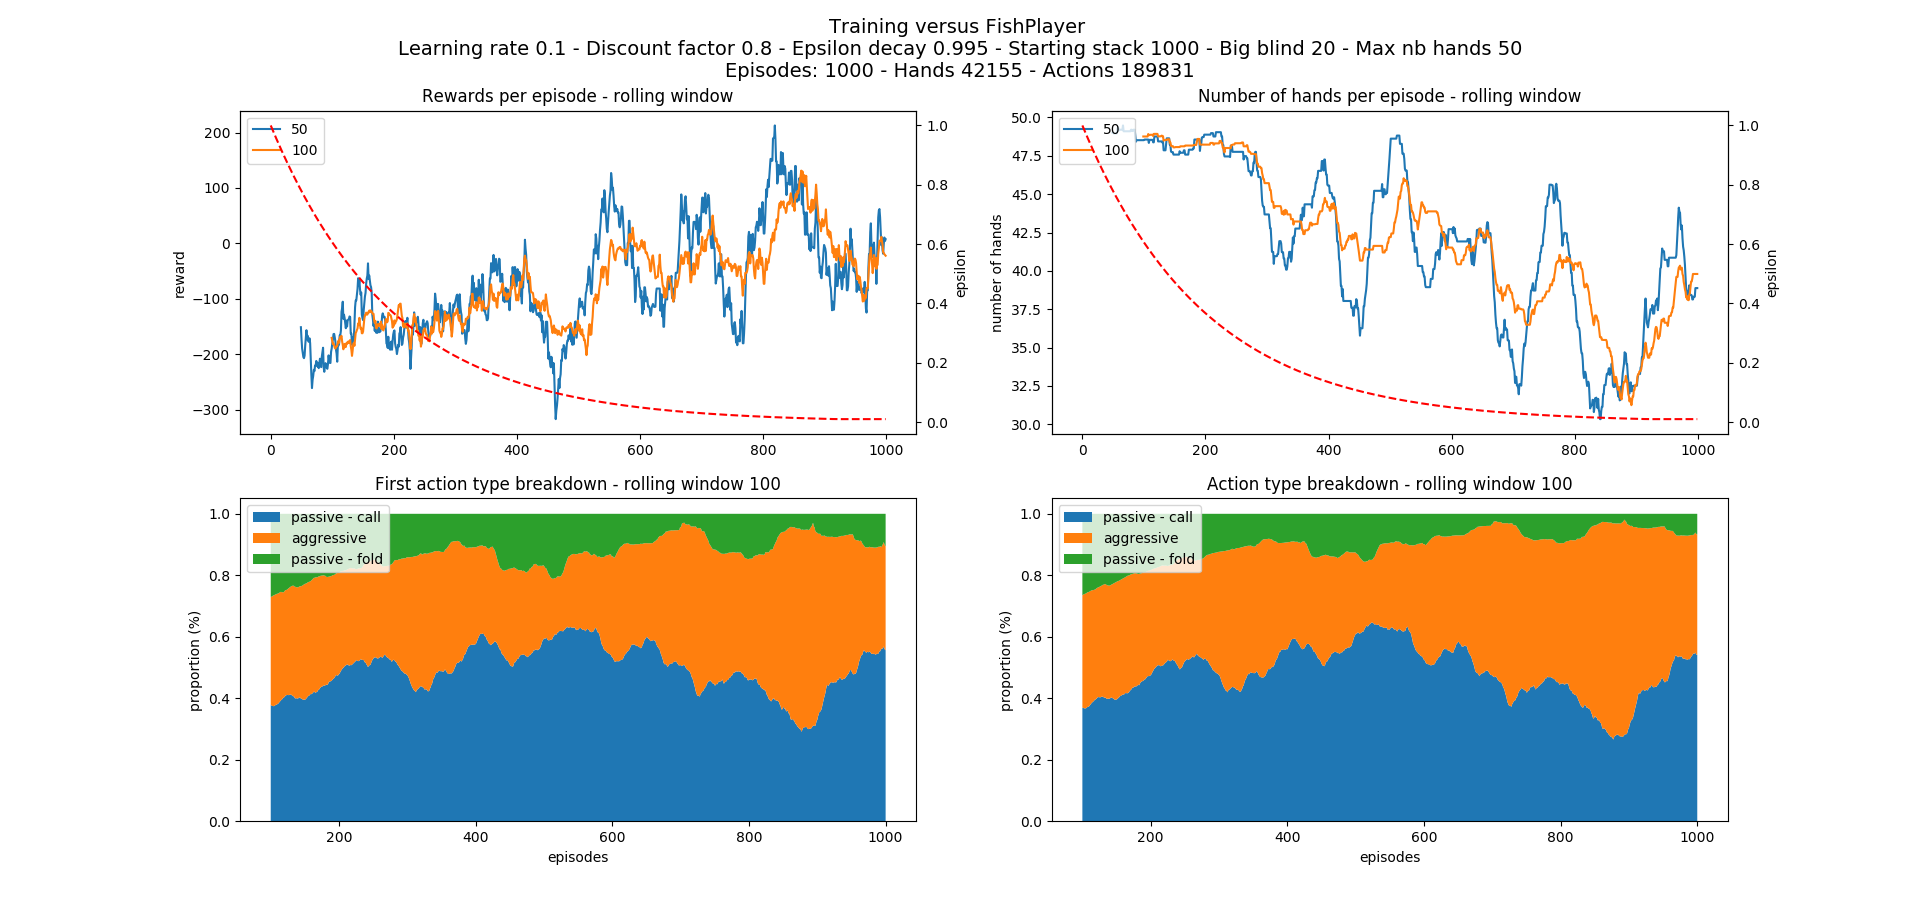 Training versus FishPlayer
Learning rate 0.1 - Discount factor 0.8 - Epsilon decay 0.995 - Starting stack 1000 - Big blind 20 - Max nb hands 50
Episodes: 1000 - Hands 42155 - Actions 189831
Rewards per episode - rolling window
50
100
200
100
0
−100
−200
−300
reward
1.0
0.8
0.6
0.4
0.2
0.0
epsilon
0 200 400 600 800 1000
Number of hands per episode - rolling window
50
100
50.0
47.5
45.0
42.5
40.0
37.5
35.0
32.5
30.0
number of hands
1.0
0.8
0.6
0.4
0.2
0.0
epsilon
0 200 400 600 800 1000
First action type breakdown - rolling window 100
passive - call
aggressive
passive - fold
1.0
0.8
0.6
0.4
0.2
0.0
proportion (%)
200 400 600 800 1000
episodes
Action type breakdown - rolling window 100
passive - call
aggressive
passive - fold
1.0
0.8
0.6
0.4
0.2
0.0
proportion (%)
200 400 600 800 1000
episodes